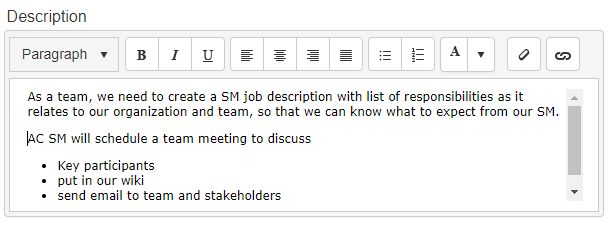 Description
Paragraph B I U A
As a team, we need to create a SM job description with list of responsibilities as it
relates to our organization and team, so that we can know what to expect from our SM.
AC SM will schedule a team meeting to discuss
• Key participants
• put in our wiki
• send email to team and stakeholders